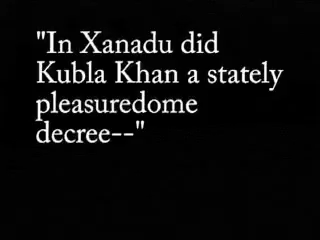 "In Xanadu did
Kubla Khan a stately
pleasuredome
decree--"